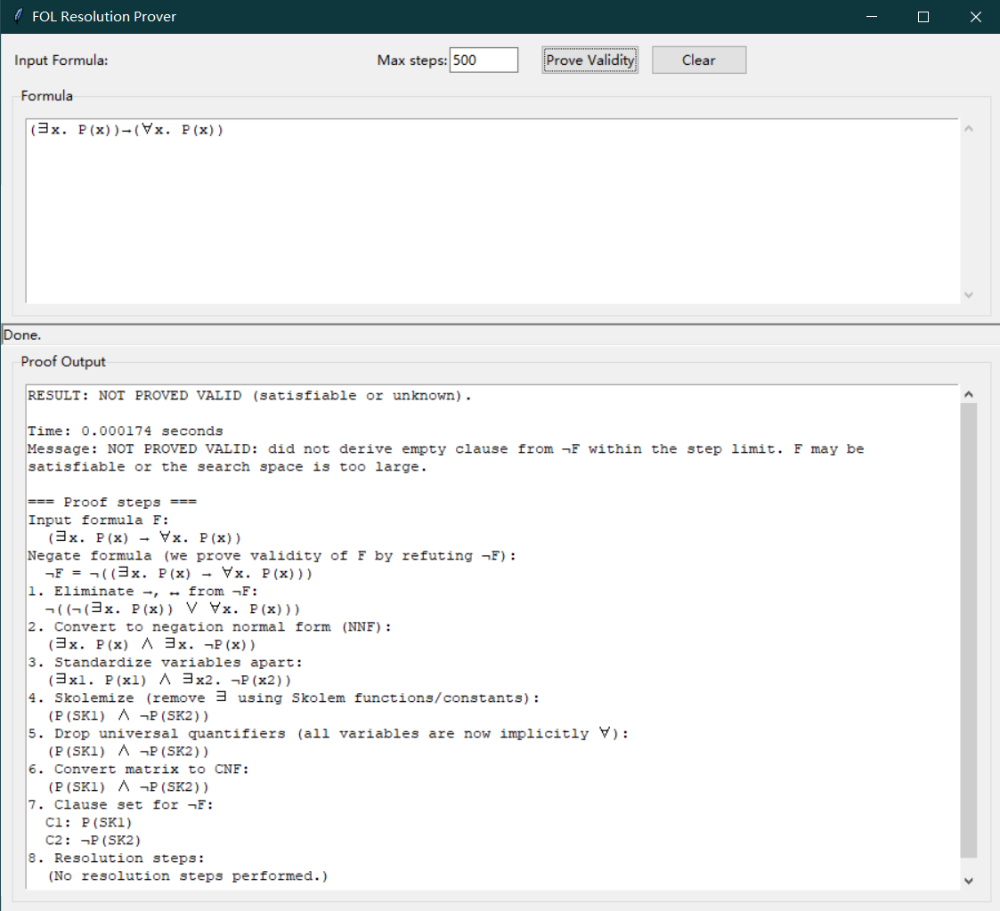 FOL Resolution Prover
Input Formula: Max steps: 500 Prove Validity Clear
Formula
(∃x. P(x))→(∀x. P(x))
Done.
Proof Output
RESULT: NOT PROVED VALID (satisfiable or unknown).
Time: 0.000174 seconds
Message: NOT PROVED VALID: did not derive empty clause from ¬F within the step limit. F may be
satisfiable or the search space is too large.
=== Proof steps ===
Input formula F:
(∃x. P(x) → ∀x. P(x))
Negate formula (we prove validity of F by refuting ¬F):
¬F = ¬((∃x. P(x) → ∀x. P(x)))
1. Eliminate →, ↔ from ¬F:
¬((¬(∃x. P(x)) ∨ ∀x. P(x)))
2. Convert to negation normal form (NNF):
(∃x. P(x) ∧ ∃x. ¬P(x))
3. Standardize variables apart:
(∃x1. P(x1) ∧ ∃x2. ¬P(x2))
4. Skolemize (remove ∃ using Skolem functions/constants):
(P(SK1) ∧ ¬P(SK2))
5. Drop universal quantifiers (all variables are now implicitly ∀):
(P(SK1) ∧ ¬P(SK2))
6. Convert matrix to CNF:
(P(SK1) ∧ ¬P(SK2))
7. Clause set for ¬F:
C1: P(SK1)
C2: ¬P(SK2)
8. Resolution steps:
(No resolution steps performed.)